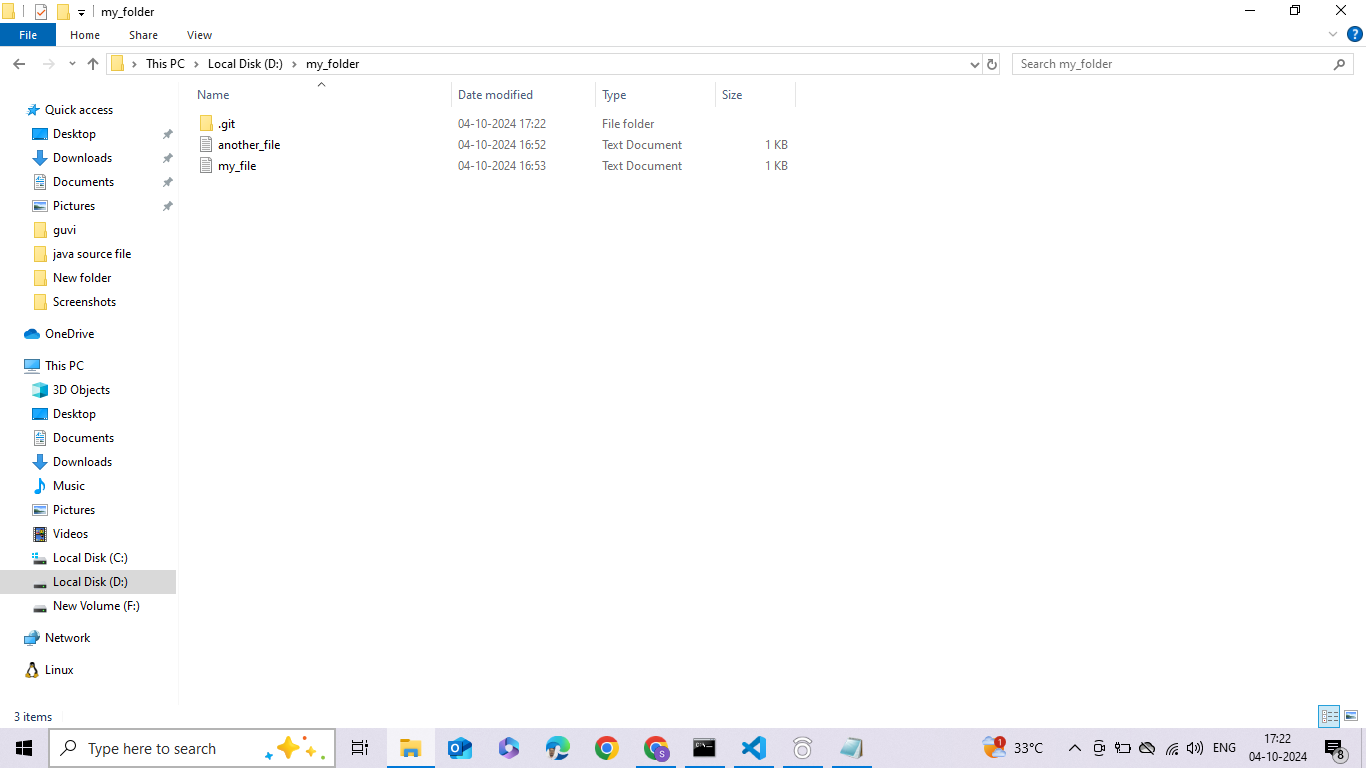 my_folder
File Home Share View
This PC Local Disk (D:) my_folder Search my_folder
Name Date modified Type Size
.git 04-10-2024 17:22 File folder
another_file 04-10-2024 16:52 Text Document 1 KB
my_file 04-10-2024 16:53 Text Document 1 KB
Quick access
Desktop
Downloads
Documents
Pictures
guvi
java source file
New folder
Screenshots
OneDrive
This PC
3D Objects
Desktop
Documents
Downloads
Music
Pictures
Videos
Local Disk (C:)
Local Disk (D:)
New Volume (F:)
Network
Linux
3 items
Type here to search S 1 33°C ENG 17:22
04-10-2024 8